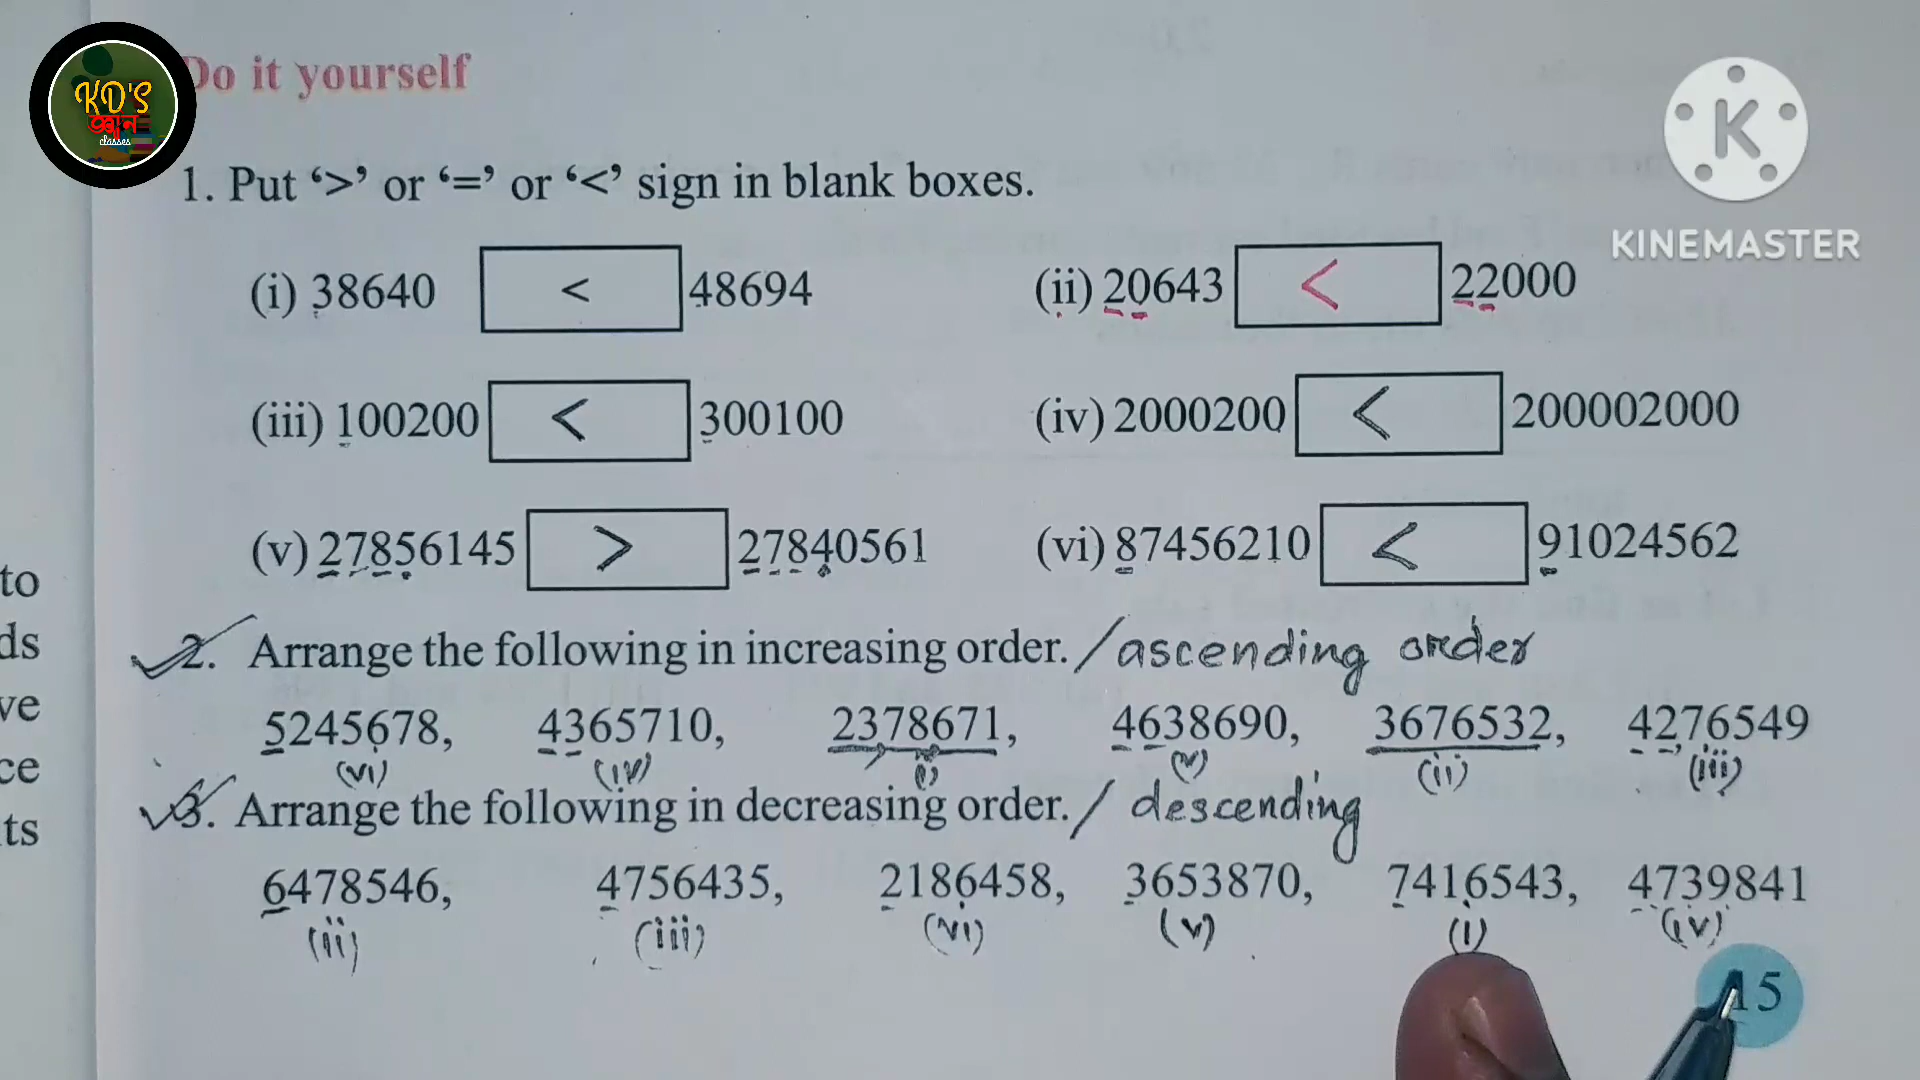 KD'S
জ্ঞান
classes
Do it yourself
K
KINEMASTER
1. Put ‘>’ or ‘=’ or ‘<’ sign in blank boxes.
(i) 38640 < 48694 (ii) 20643 < 22000
(iii) 100200 < 300100 (iv) 2000200 < 200002000
(v) 27856145 > 27840561 (vi) 87456210 < 91024562
to
ds
ve
ce
ts
2. Arrange the following in increasing order. / ascending order
5245678, 4365710, 2378671, 4638690, 3676532, 4276549
(vi) (iv) (i) (v) (ii) (iii)
3. Arrange the following in decreasing order. / descending
6478546, 4756435, 2186458, 3653870, 7416543, 4739841
(ii) (iii) (vi) (v) (i) (iv)
15